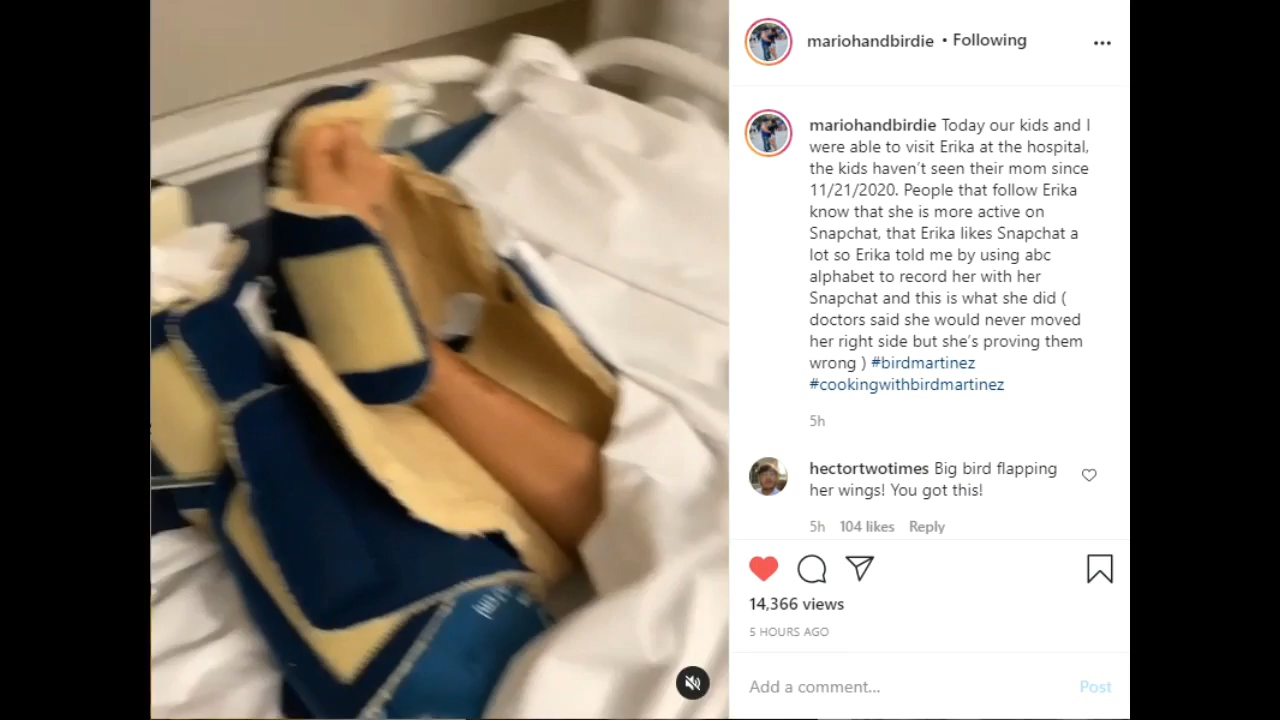 mariohandbirdie • Following
mariohandbirdie Today our kids and I
were able to visit Erika at the hospital,
the kids haven't seen their mom since
11/21/2020. People that follow Erika
know that she is more active on
Snapchat, that Erika likes Snapchat a
lot so Erika told me by using abc
alphabet to record her with her
Snapchat and this is what she did (
doctors said she would never moved
her right side but she's proving them
wrong ) #birdmartinez
#cookingwithbirdmartinez
5h
hectortwotimes Big bird flapping
her wings! You got this!
5h 104 likes Reply
14,366 views
5 HOURS AGO
Add a comment... Post